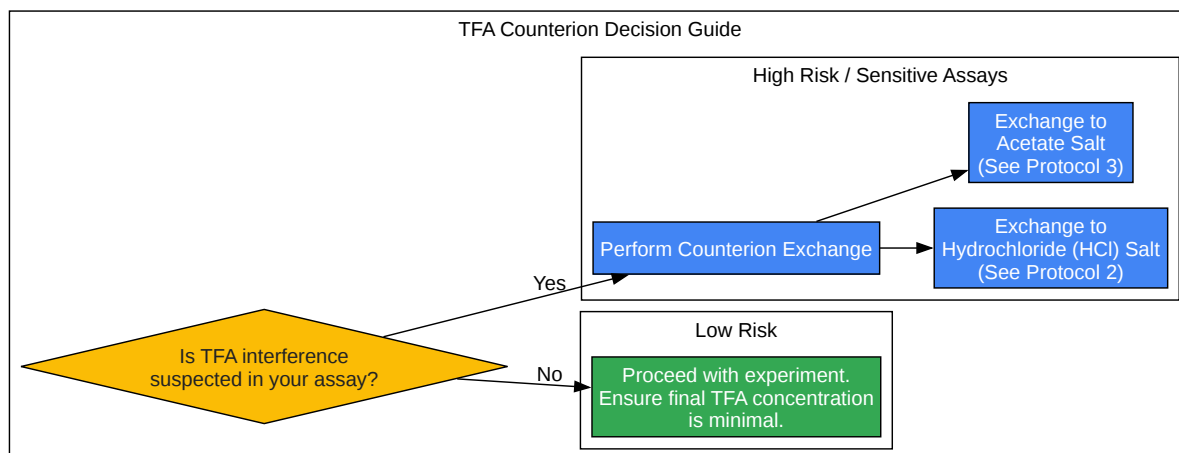 TFA Counterion Decision Guide
High Risk / Sensitive Assays
Exchange to
Acetate Salt
(See Protocol 3)
Perform Counterion Exchange
Exchange to
Hydrochloride (HCl) Salt
(See Protocol 2)
Yes
Is TFA interference
suspected in your assay?
No
Low Risk
Proceed with experiment.
Ensure final TFA concentration
is minimal.